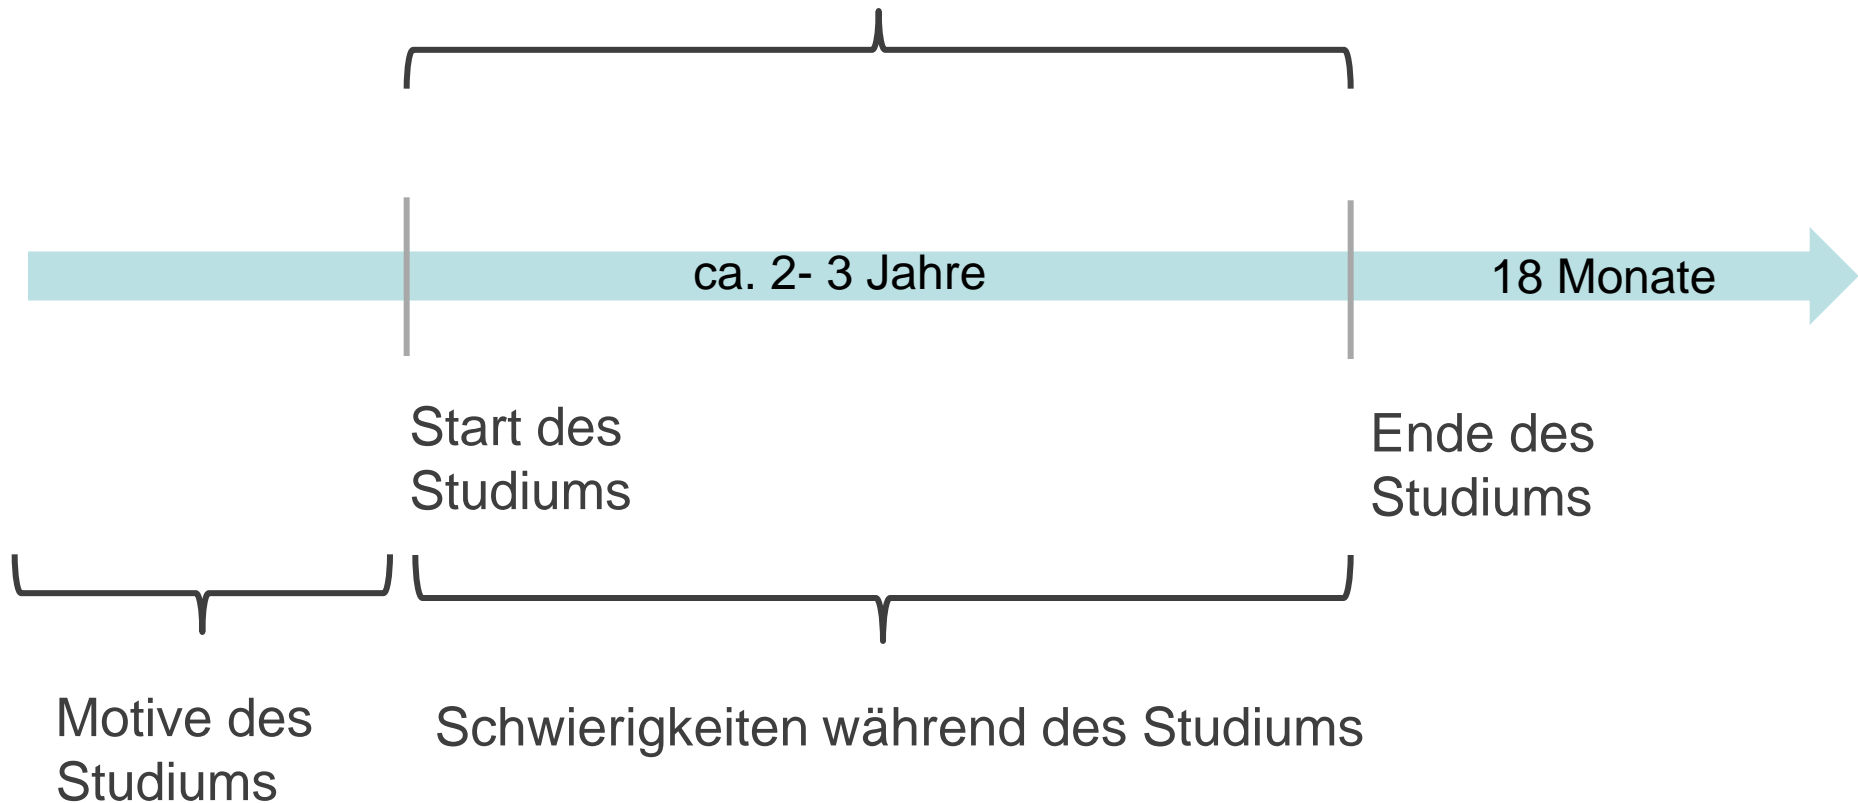 ca. 2- 3 Jahre
18 Monate
Start des
Studiums
Ende des
Studiums
Motive des
Studiums
Schwierigkeiten während des Studiums